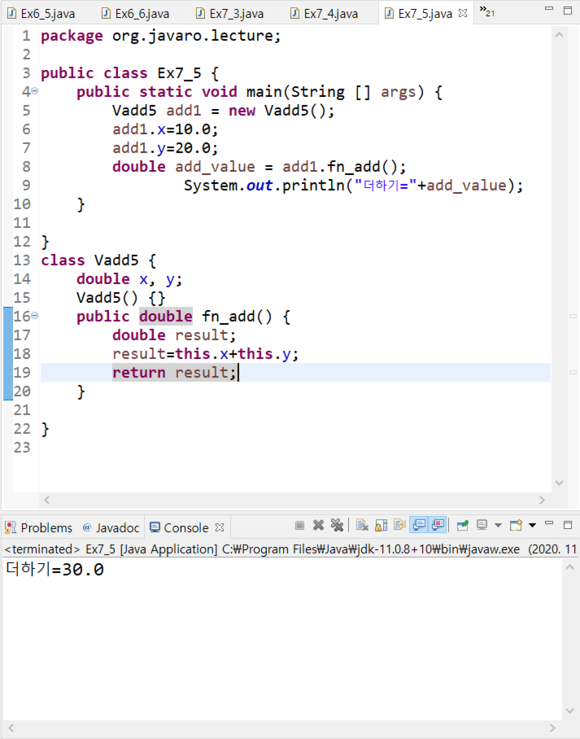 Ex6_5.java Ex6_6.java Ex7_3.java Ex7_4.java Ex7_5.java »21
1 package org.javaro.lecture;
2
3 public class Ex7_5 {
4 public static void main(String [] args) {
5 Vadd5 add1 = new Vadd5();
6 add1.x=10.0;
7 add1.y=20.0;
8 double add_value = add1.fn_add();
9 System.out.println("더하기="+add_value);
10 }
11
12 }
13 class Vadd5 {
14 double x, y;
15 Vadd5() {}
16 public double fn_add() {
17 double result;
18 result=this.x+this.y;
19 return result;
20 }
21
22 }
23
Problems @ Javadoc Console
<terminated> Ex7_5 [Java Application] C:₩Program Files₩Java₩jdk-11.0.8+10₩bin₩javaw.exe (2020. 11
더하기=30.0